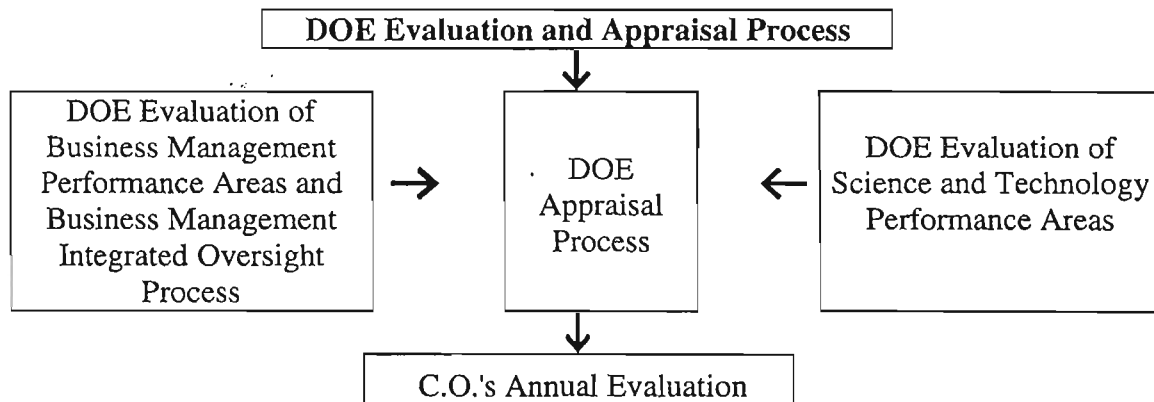 DOE Evaluation and Appraisal Process
DOE Evaluation of
Business Management
Performance Areas and
Business Management
Integrated Oversight
Process
DOE
Appraisal
Process
DOE Evaluation of
Science and Technology
Performance Areas
C.O.'s Annual Evaluation